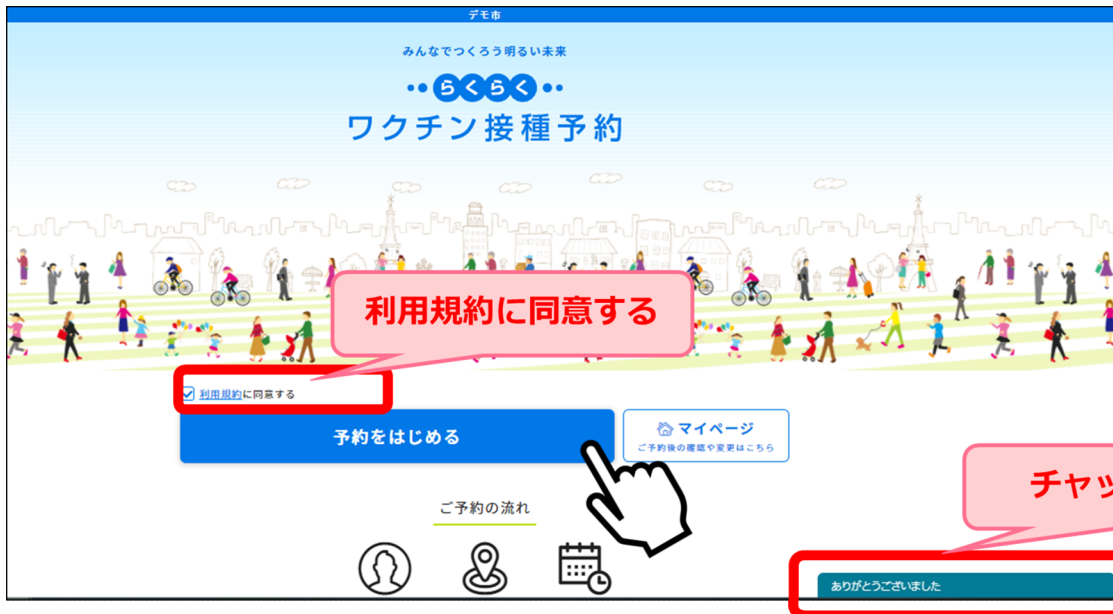 デモ市
みんなでつくろう明るい未来
らくらく
ワクチン接種予約
利用規約に同意する
利用規約に同意する
予約をはじめる
マイページ
ご予約後の確認や変更はこちら
チャッ
ご予約の流れ
ありがとうございました